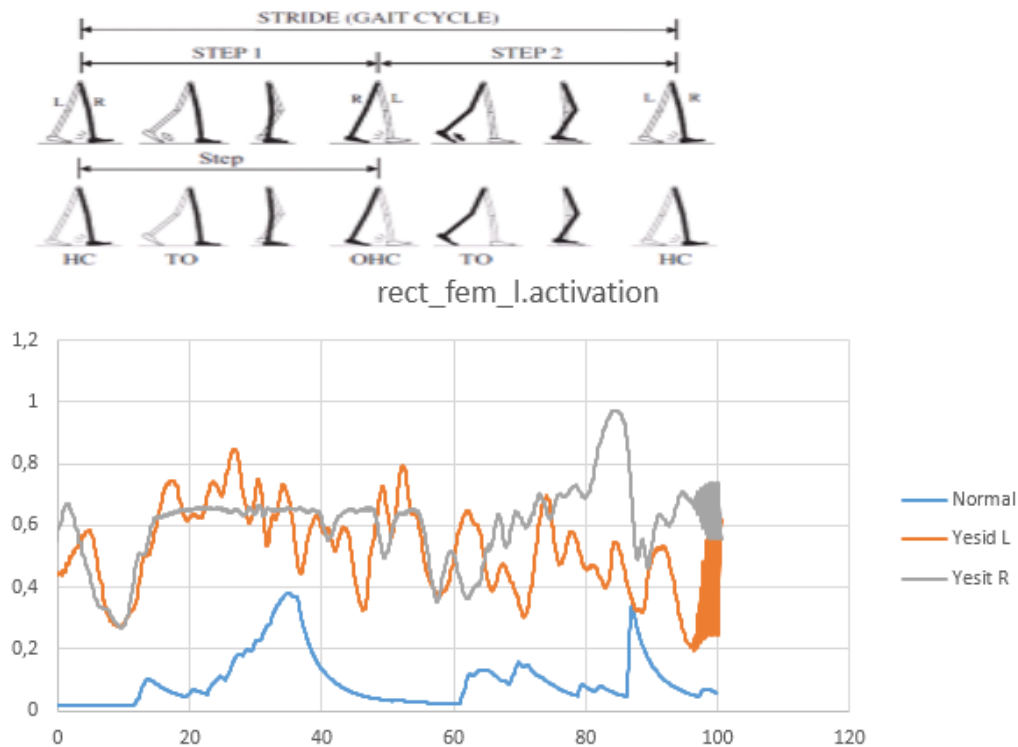 STRIDE (GAIT CYCLE)
STEP 1 STEP 2
L R R L L R
Step
HC TO OHC TO HC
rect_fem_l.activation
1,2
1
0,8
0,6
0,4
0,2
0
0 20 40 60 80 100 120
Normal
Yesid L
Yesit R